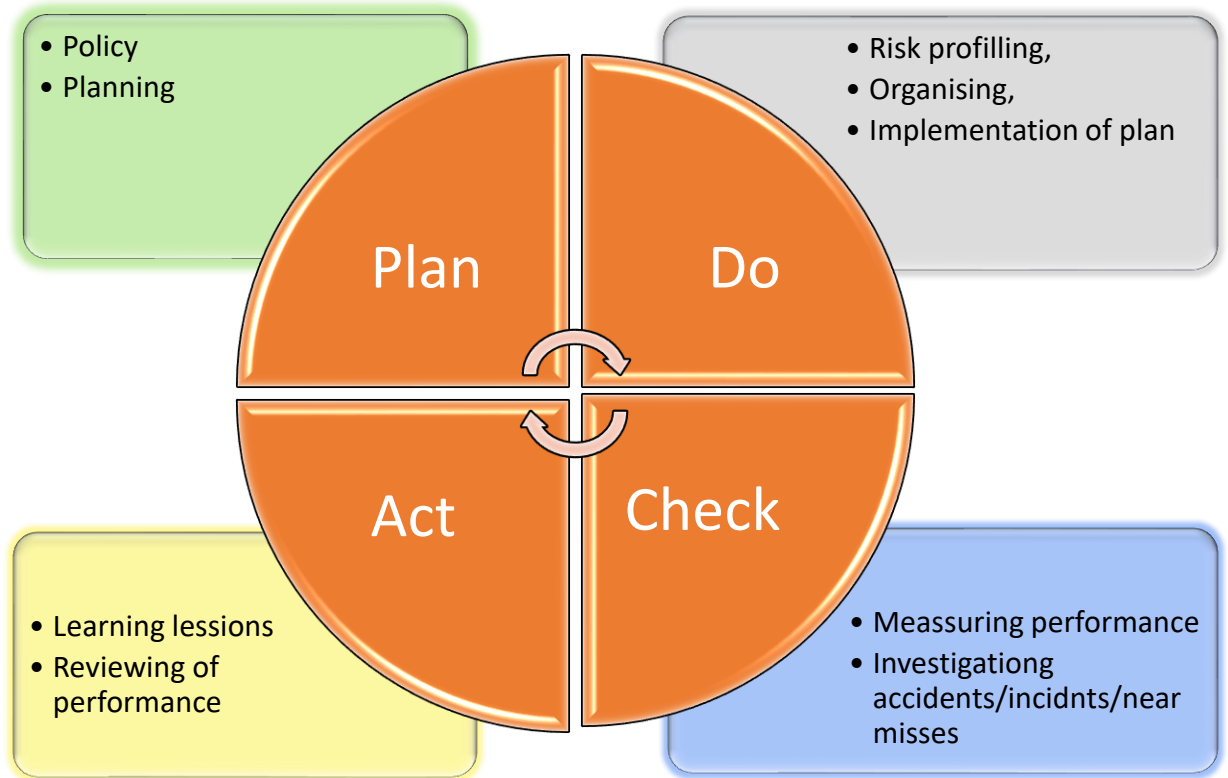 • Policy
• Planning
• Risk profilling,
• Organising,
• Implementation of plan
Plan
Do
Act
Check
• Learning lessions
• Reviewing of
performance
• Meassuring performance
• Investigationg
accidents/incidnts/near
misses